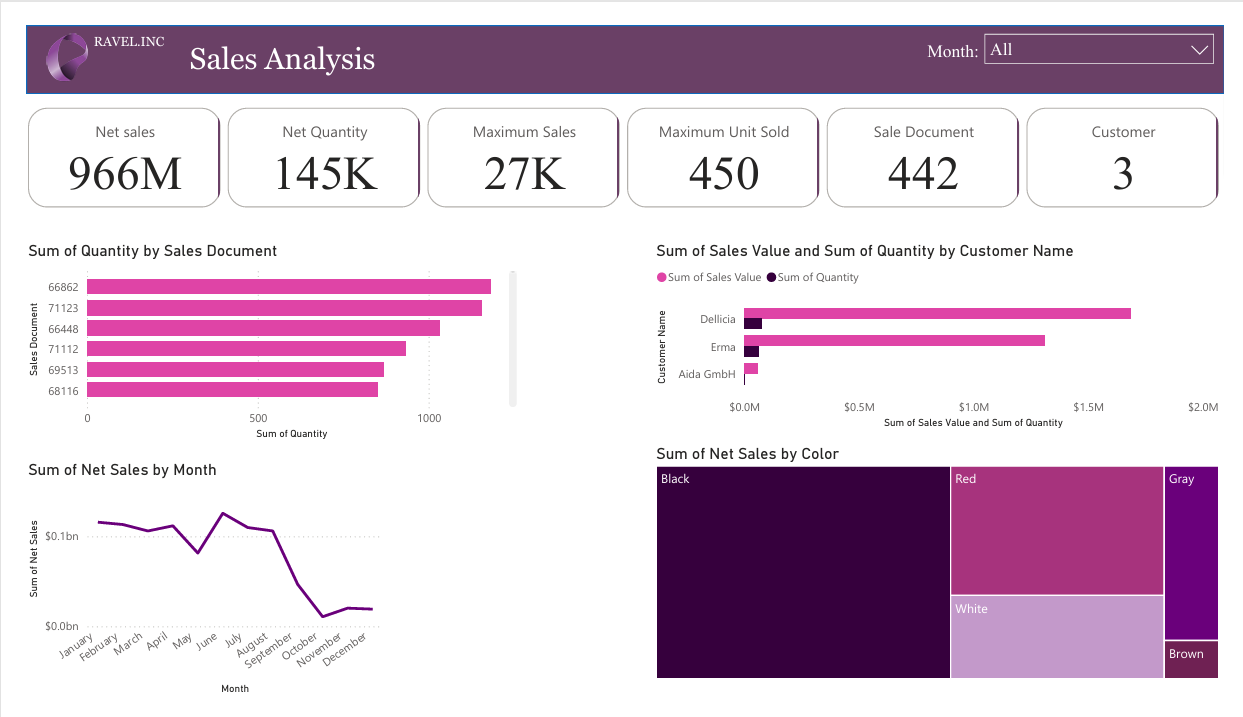 RAVEL.INC
Sales Analysis
Month: All
Net sales
966M
Net Quantity
145K
Maximum Sales
27K
Maximum Unit Sold
450
Sale Document
442
Customer
3
Sum of Quantity by Sales Document
Sales Document
66862
71123
66448
71112
69513
68116
0 500 1000
Sum of Quantity
Sum of Sales Value and Sum of Quantity by Customer Name
Sum of Sales Value Sum of Quantity
Customer Name
Dellicia
Erma
Aida GmbH
$0.0M $0.5M $1.0M $1.5M $2.0M
Sum of Sales Value and Sum of Quantity
Sum of Net Sales by Month
Sum of Net Sales
$0.1bn
$0.0bn
January February March April May June July August September October November December
Month
Sum of Net Sales by Color
Black
Red
Gray
White
Brown